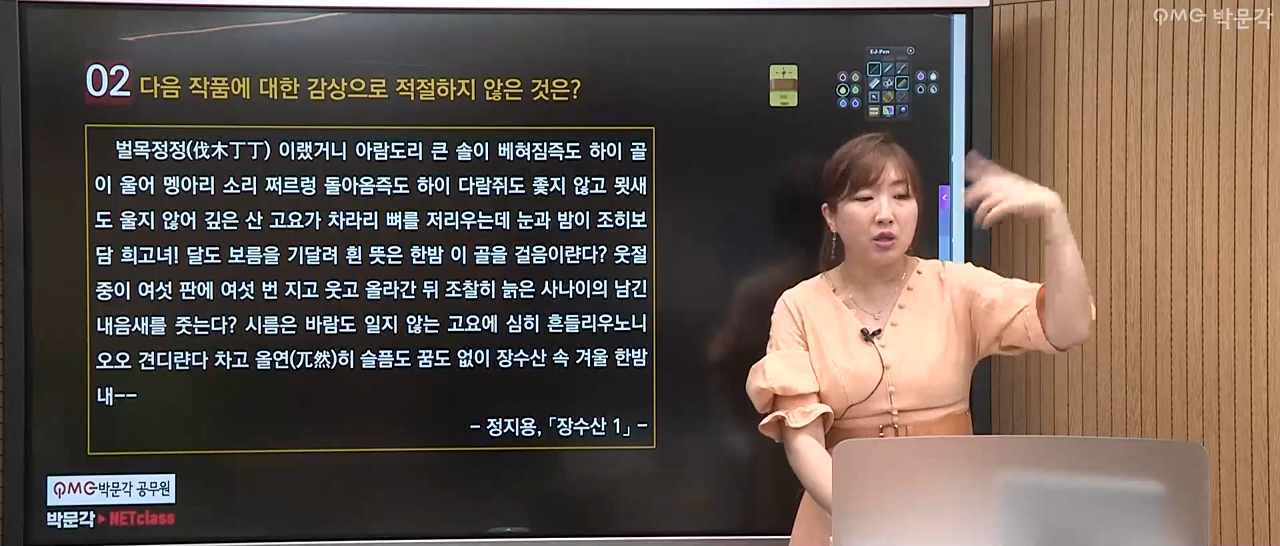 PMG 박문각
EJ-Pen
02 다음 작품에 대한 감상으로 적절하지 않은 것은?
벌목정정(伐木丁丁) 이랬거니 아람도리 큰 솔이 베혀짐즉도 하이 골
이 울어 멩아리 소리 쩌르렁 돌아옴즉도 하이 다람쥐도 좇지 않고 묏새
도 울지 않어 깊은 산 고요가 차라리 뼈를 저리우는데 눈과 밤이 조히보
담 희고녀! 달도 보름을 기달려 흰 뜻은 한밤 이 골을 걸음이랸다? 웃절
중이 여섯 판에 여섯 번 지고 웃고 올라간 뒤 조찰히 늙은 사나이의 남긴
내음새를 줏는다? 시름은 바람도 일지 않는 고요에 심히 흔들리우노니
오오 견디랸다 차고 올연(兀然)히 슬픔도 꿈도 없이 장수산 속 겨울 한밤
내--
- 정지용, 「장수산 1」 -
PMG 박문각 공무원
박문각 ▶ NETclass